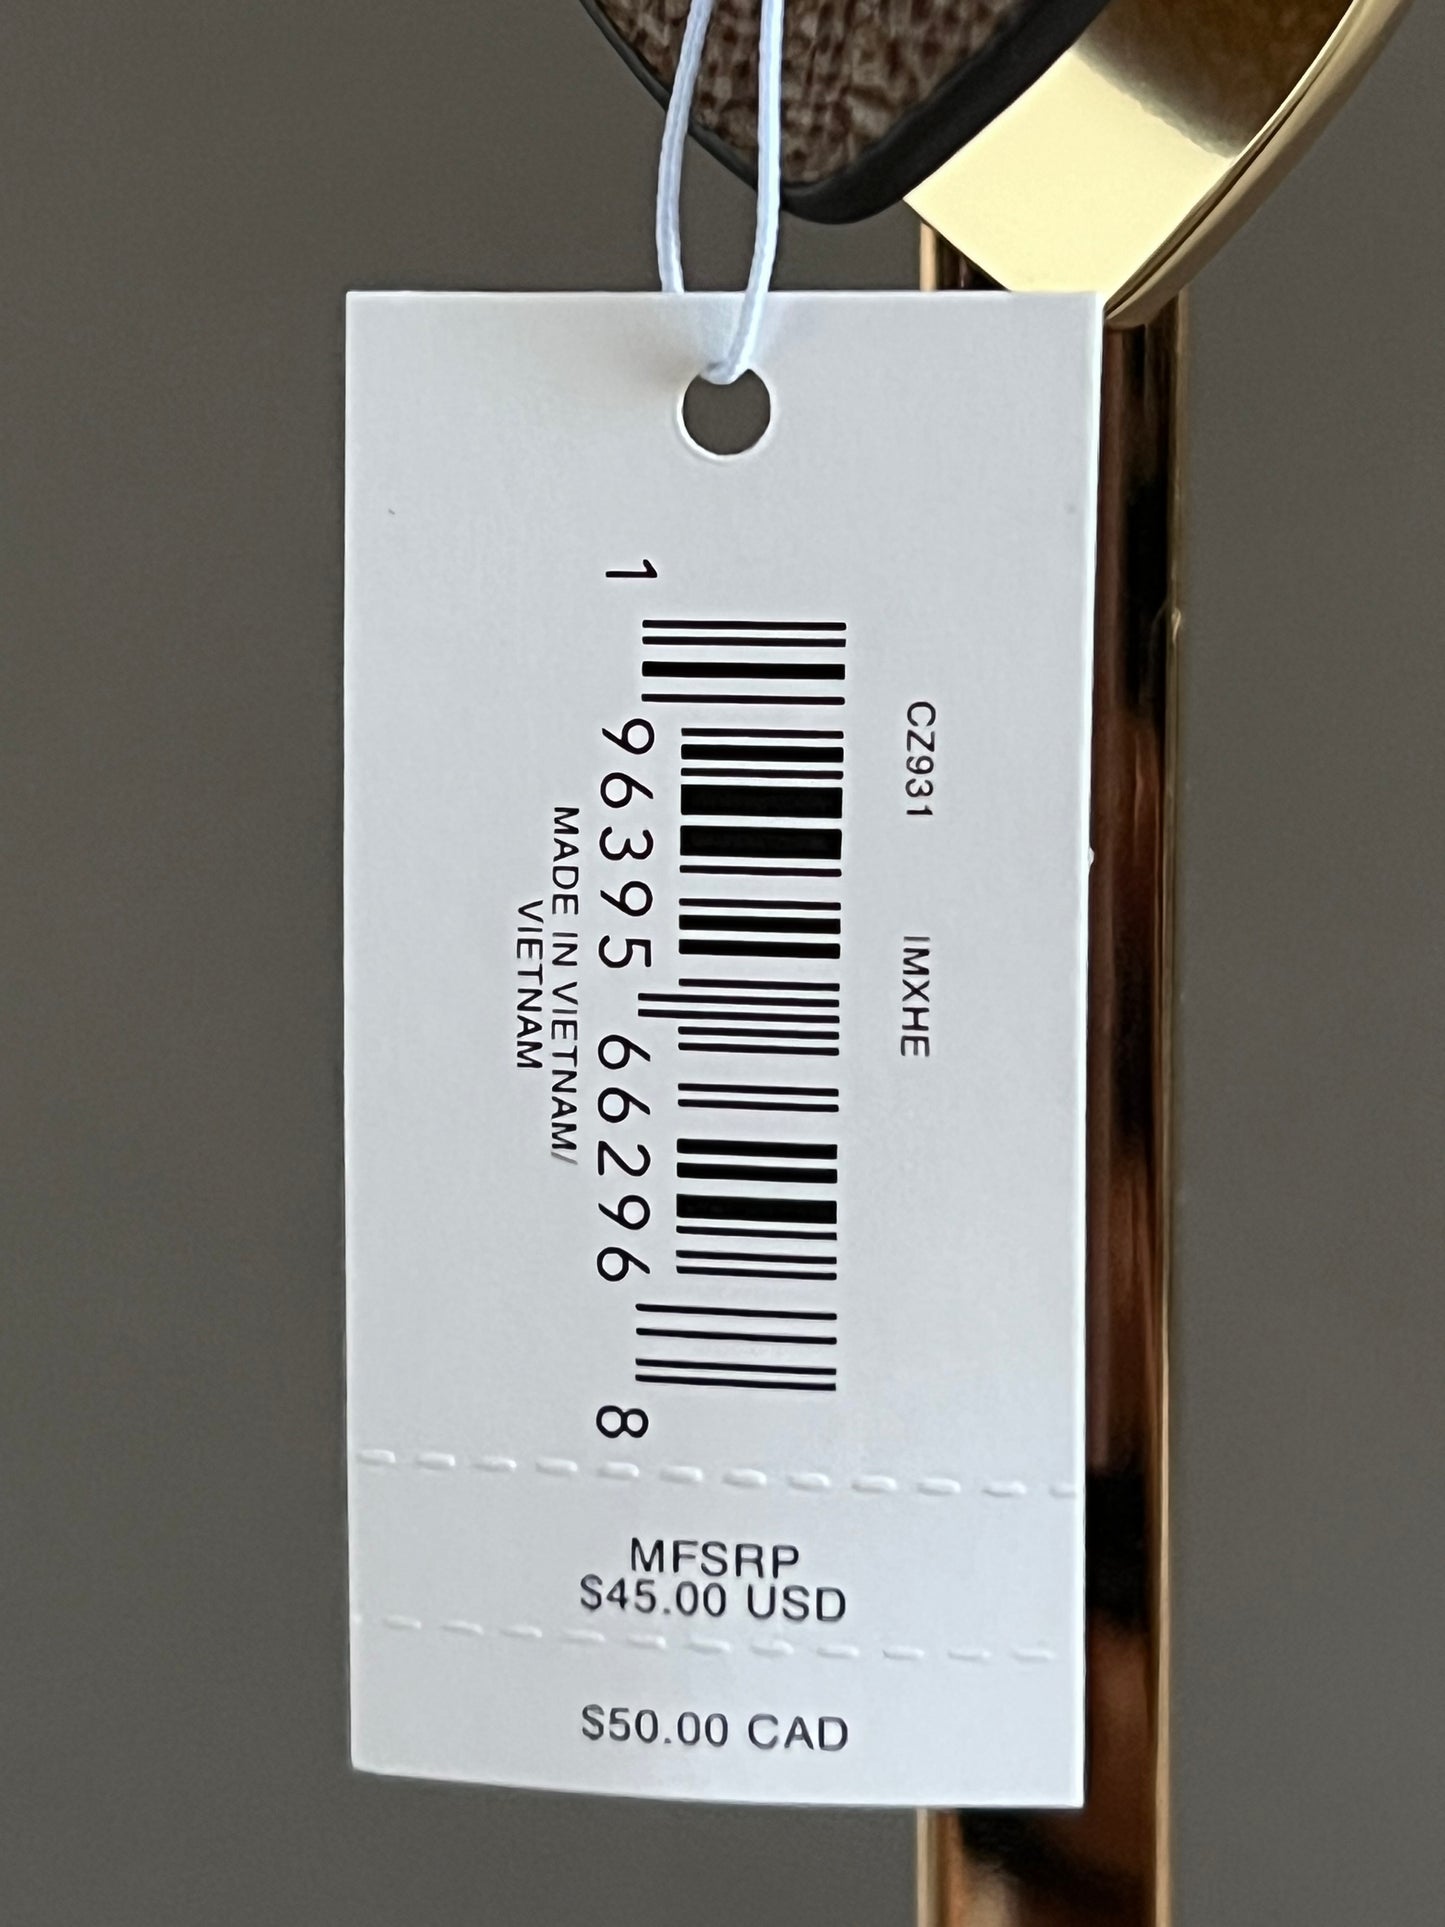 CZ931 IMXHE
1 96395 66296 8
MADE IN VIETNAM/
VIETNAM
MFSRP
$45.00 USD
$50.00 CAD